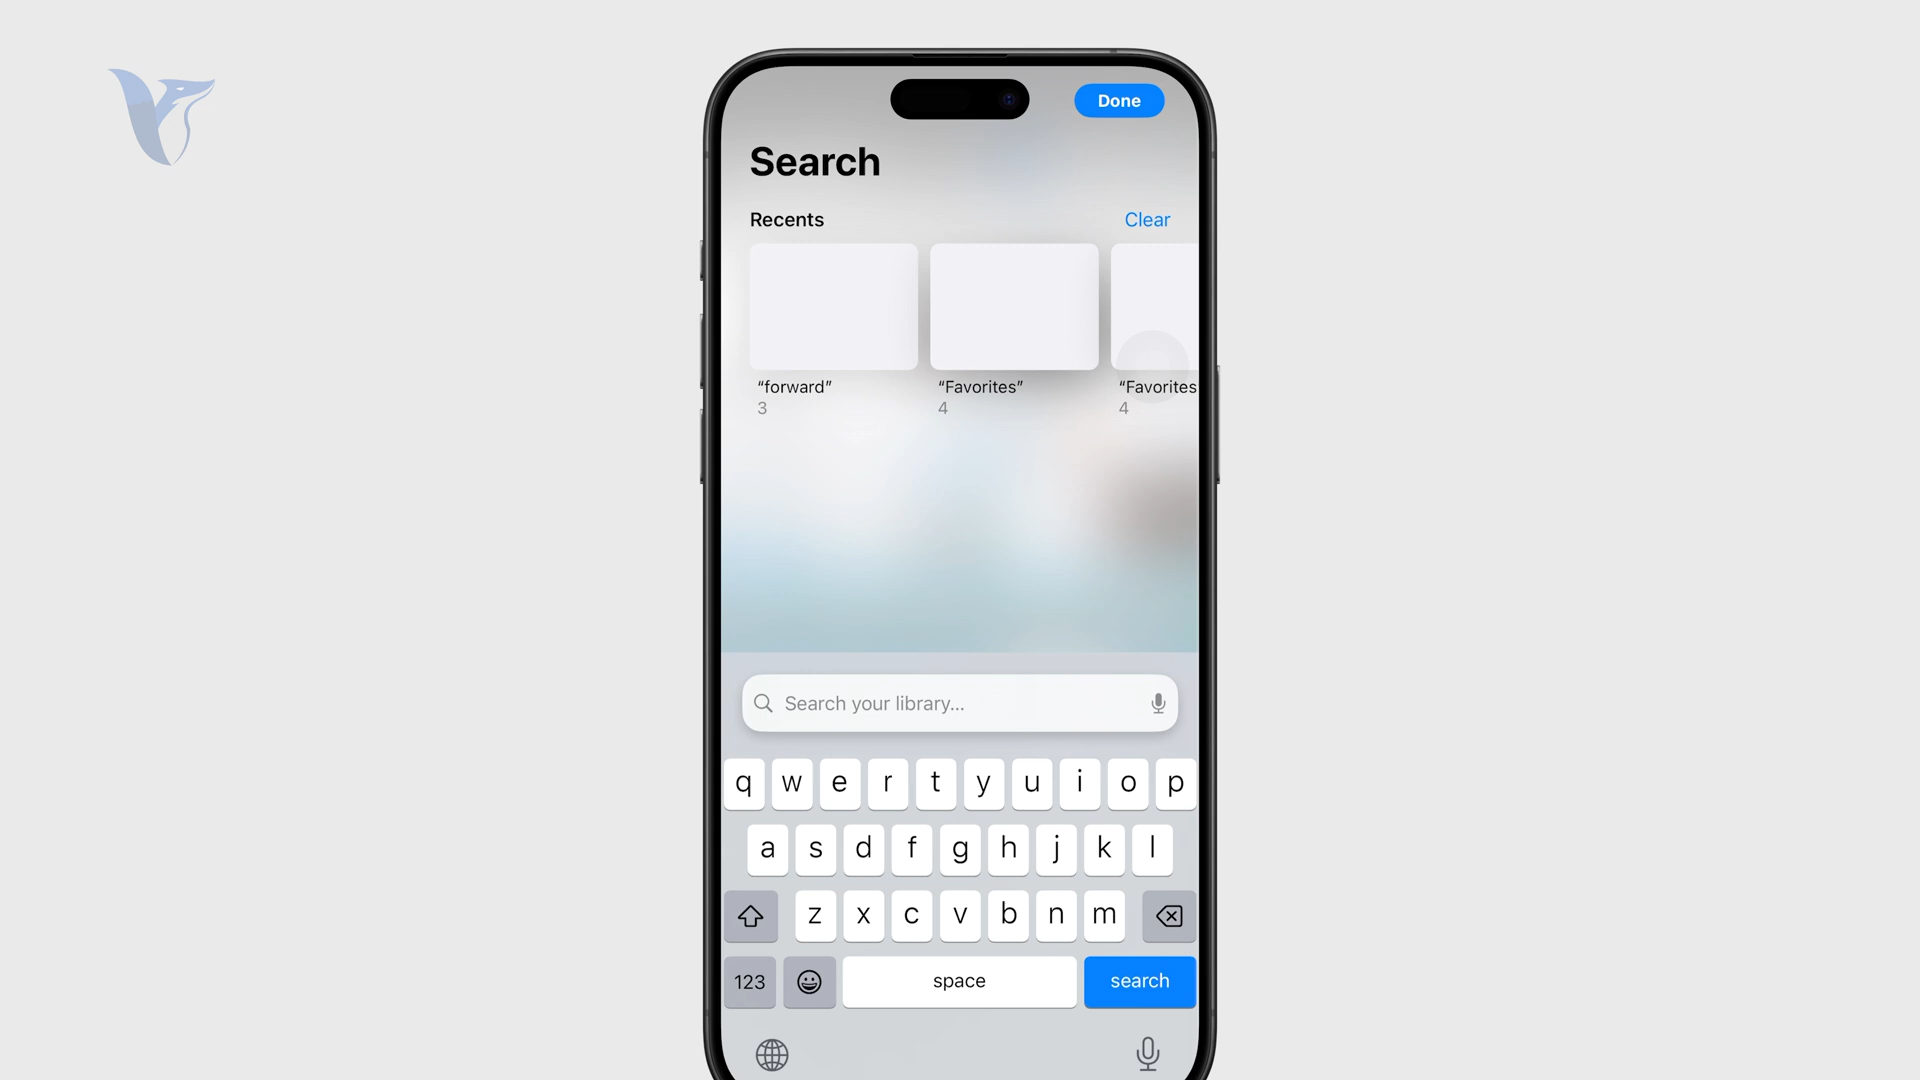 Done
Search
Recents Clear
“forward” “Favorites” “Favorites
3 4 4
Search your library...
q w e r t y u i o p
a s d f g h j k l
z x c v b n m
123 space search